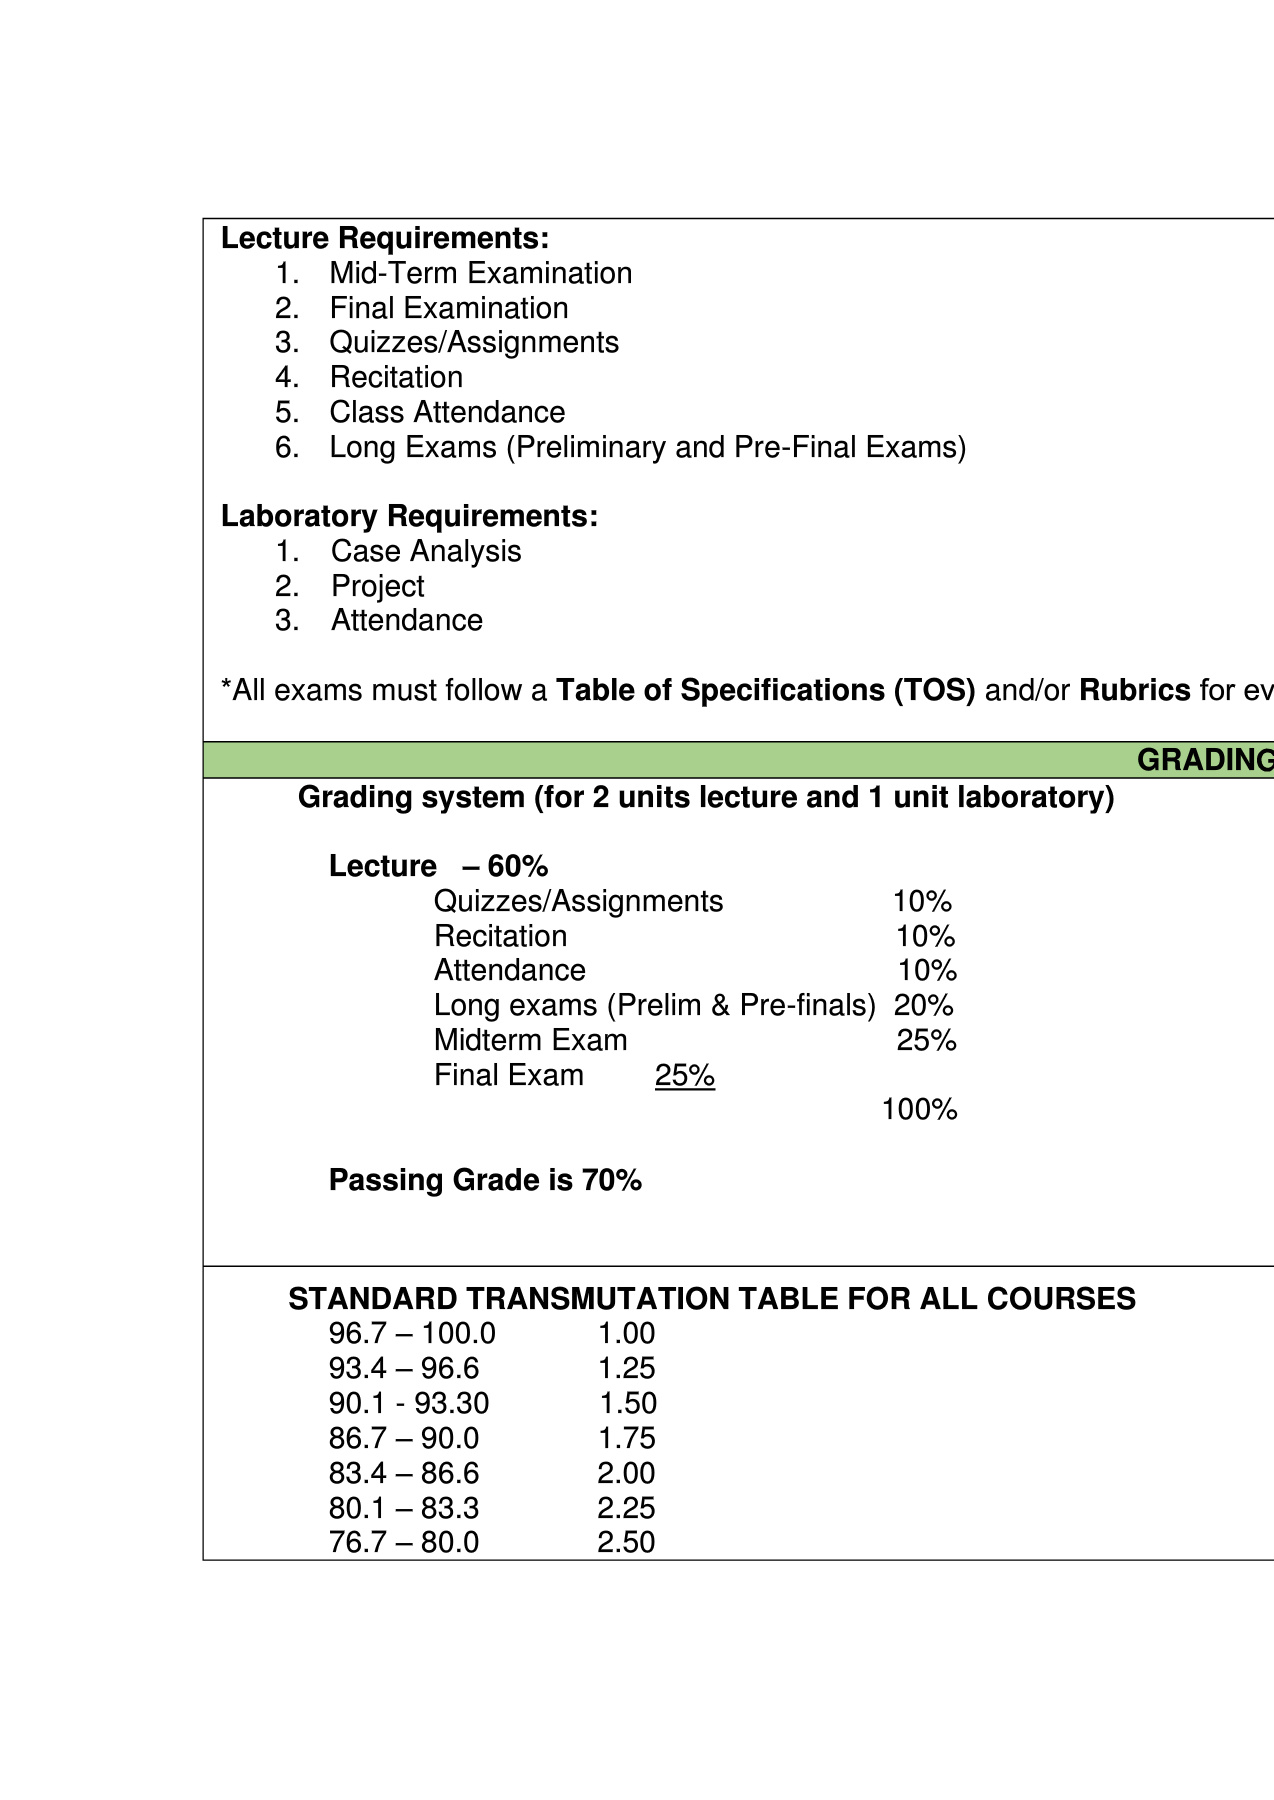 Lecture Requirements:
1. Mid-Term Examination
2. Final Examination
3. Quizzes/Assignments
4. Recitation
5. Class Attendance
6. Long Exams (Preliminary and Pre-Final Exams)
Laboratory Requirements:
1. Case Analysis
2. Project
3. Attendance
*All exams must follow a Table of Specifications (TOS) and/or Rubrics for
GRADING
Grading system (for 2 units lecture and 1 unit laboratory)
Lecture – 60%
Quizzes/Assignments 10%
Recitation 10%
Attendance 10%
Long exams (Prelim & Pre-finals) 20%
Midterm Exam 25%
Final Exam 25%
100%
Passing Grade is 70%
STANDARD TRANSMUTATION TABLE FOR ALL COURSES
96.7 – 100.0 1.00
93.4 – 96.6 1.25
90.1 - 93.30 1.50
86.7 – 90.0 1.75
83.4 – 86.6 2.00
80.1 – 83.3 2.25
76.7 – 80.0 2.50